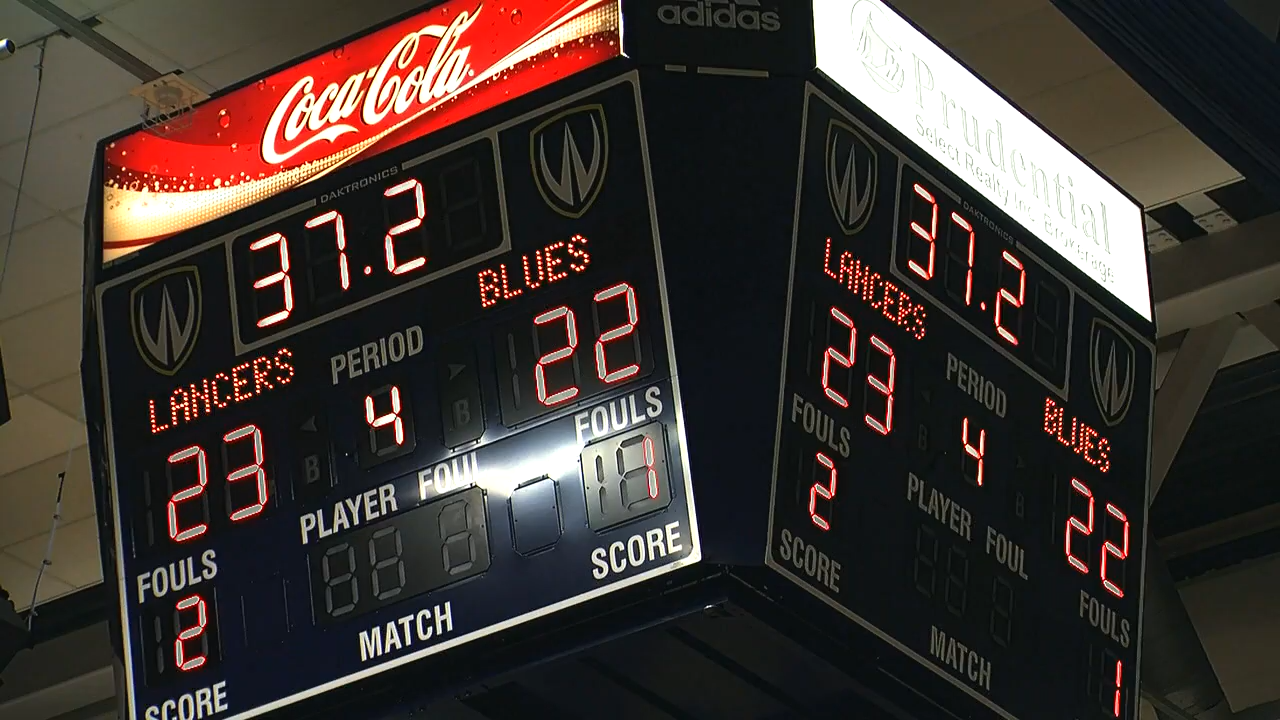 Coca-Cola
DAKTRONICS
37.2
LANCERS
PERIOD
BLUES
23
4
22
B
B
FOULS
PLAYER FOUL
FOULS
2
1
SCORE
MATCH
SCORE
adidas
Prudential
Select Realty Inc. Brokerage
DAKTRONICS
37.2
LANCERS
PERIOD
BLUES
23
4
22
B
B
FOULS
PLAYER FOUL
FOULS
2
1
SCORE
MATCH